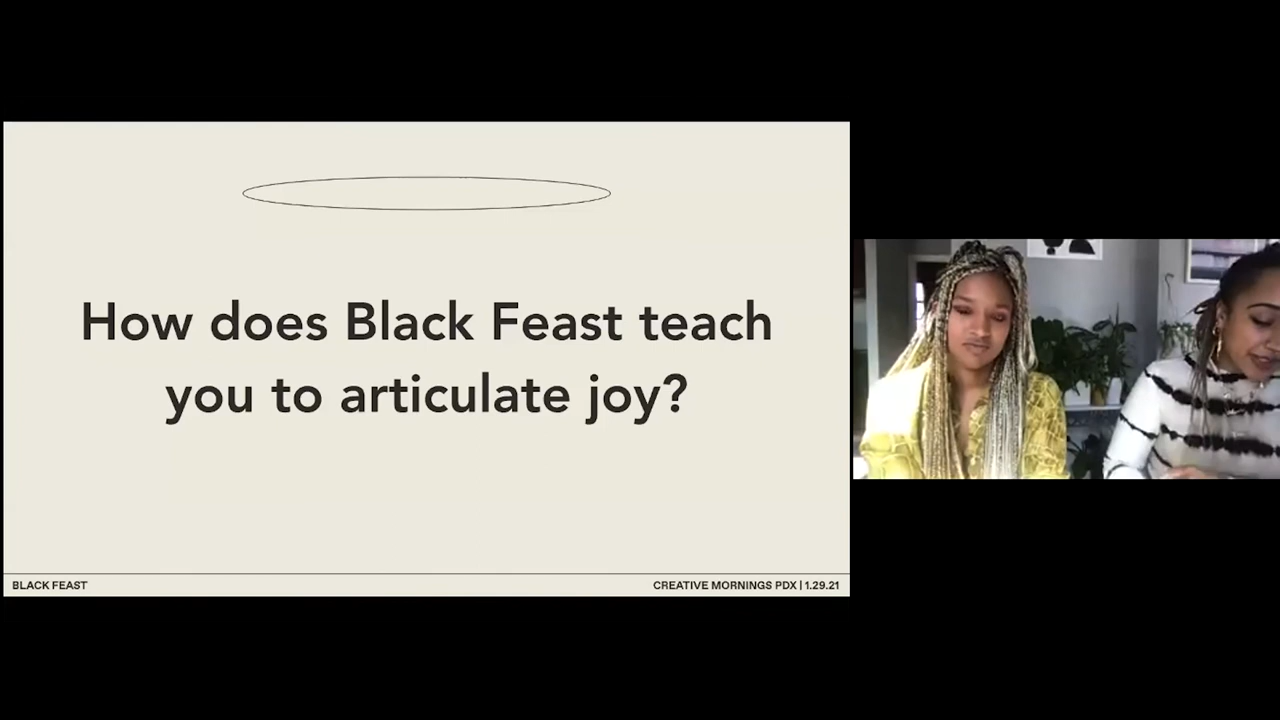 How does Black Feast teach
you to articulate joy?
BLACK FEAST
CREATIVE MORNINGS PDX | 1.29.21